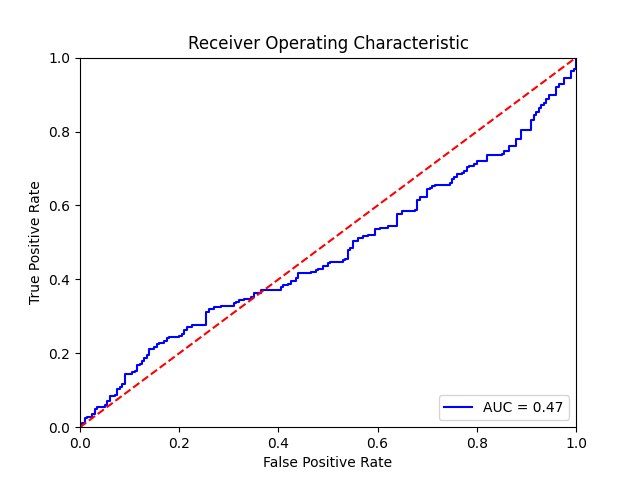 Receiver Operating Characteristic
True Positive Rate
1.0
0.8
0.6
0.4
0.2
0.0
AUC = 0.47
0.0 0.2 0.4 0.6 0.8 1.0
False Positive Rate